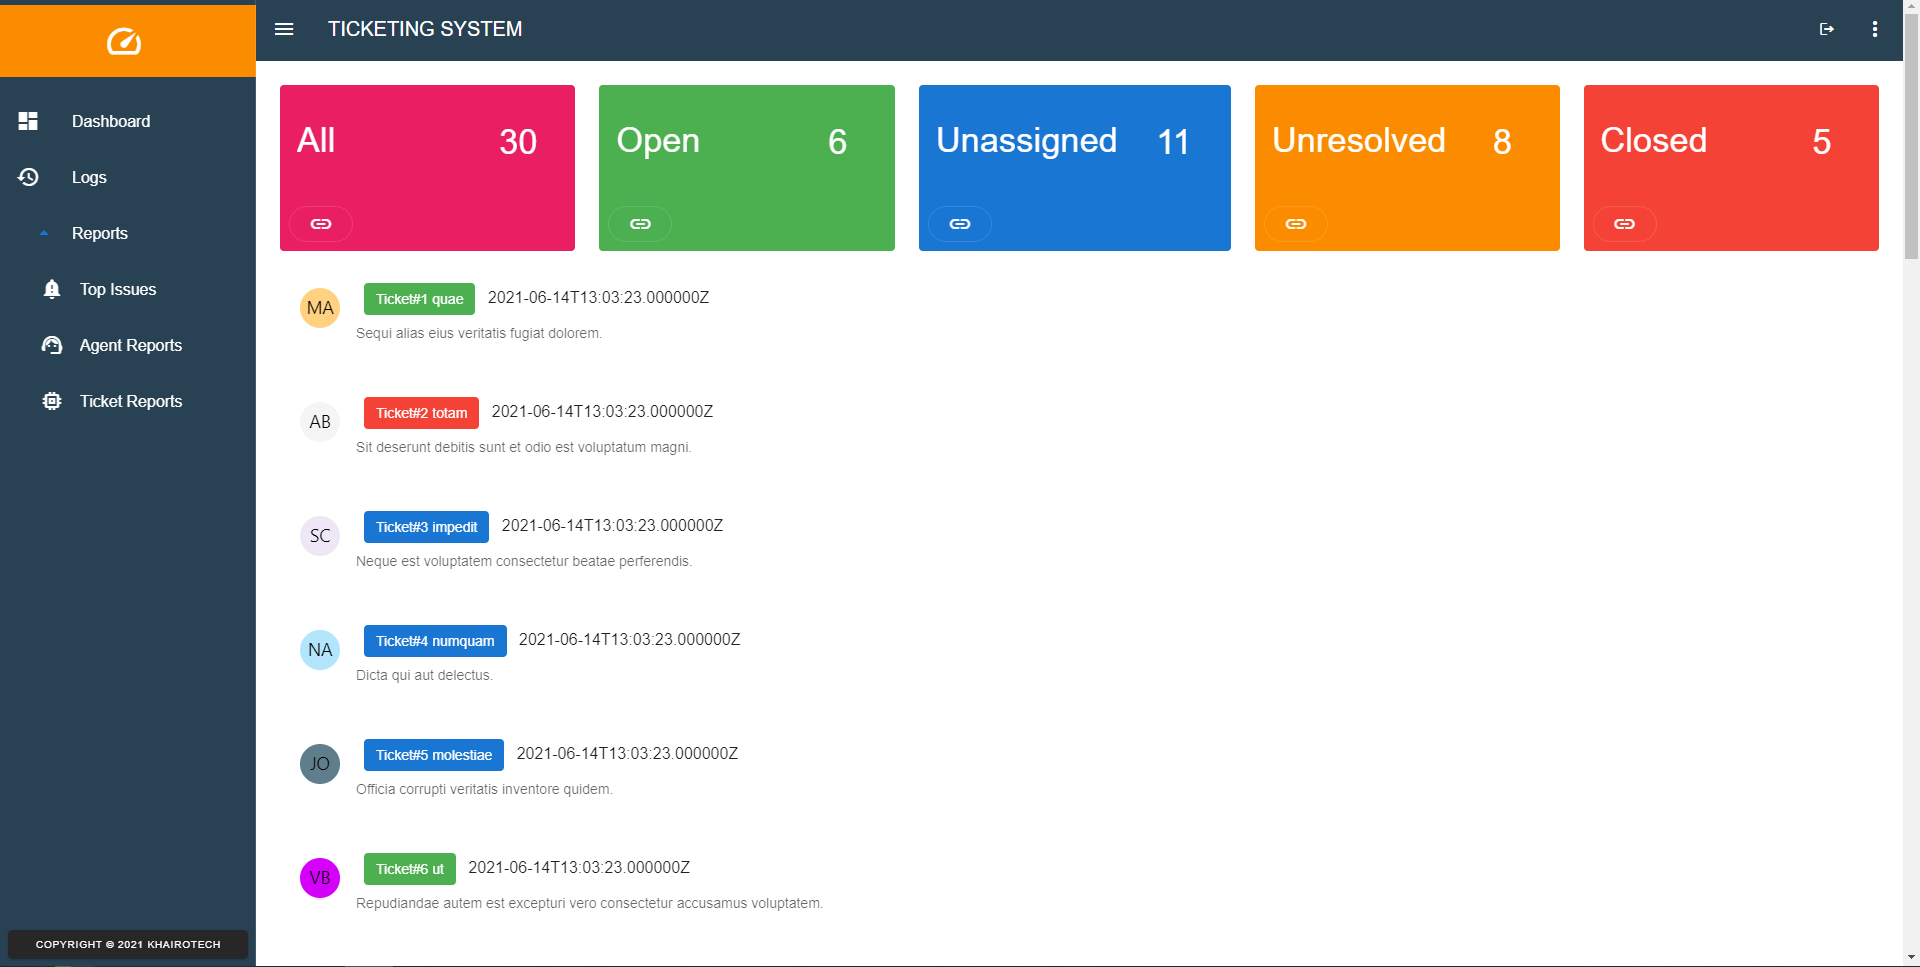 TICKETING SYSTEM
Dashboard
Logs
Reports
Top Issues
Agent Reports
Ticket Reports
COPYRIGHT © 2021 KHAIROTECH
All 30
Open 6
Unassigned 11
Unresolved 8
Closed 5
MA
Ticket#1 quae 2021-06-14T13:03:23.000000Z
Sequi alias eius veritatis fugiat dolorem.
AB
Ticket#2 totam 2021-06-14T13:03:23.000000Z
Sit deserunt debitis sunt et odio est voluptatum magni.
SC
Ticket#3 impedit 2021-06-14T13:03:23.000000Z
Neque est voluptatem consectetur beatae perferendis.
NA
Ticket#4 numquam 2021-06-14T13:03:23.000000Z
Dicta qui aut delectus.
JO
Ticket#5 molestiae 2021-06-14T13:03:23.000000Z
Officia corrupti veritatis inventore quidem.
VB
Ticket#6 ut 2021-06-14T13:03:23.000000Z
Repudiandae autem est excepturi vero consectetur accusamus voluptatem.